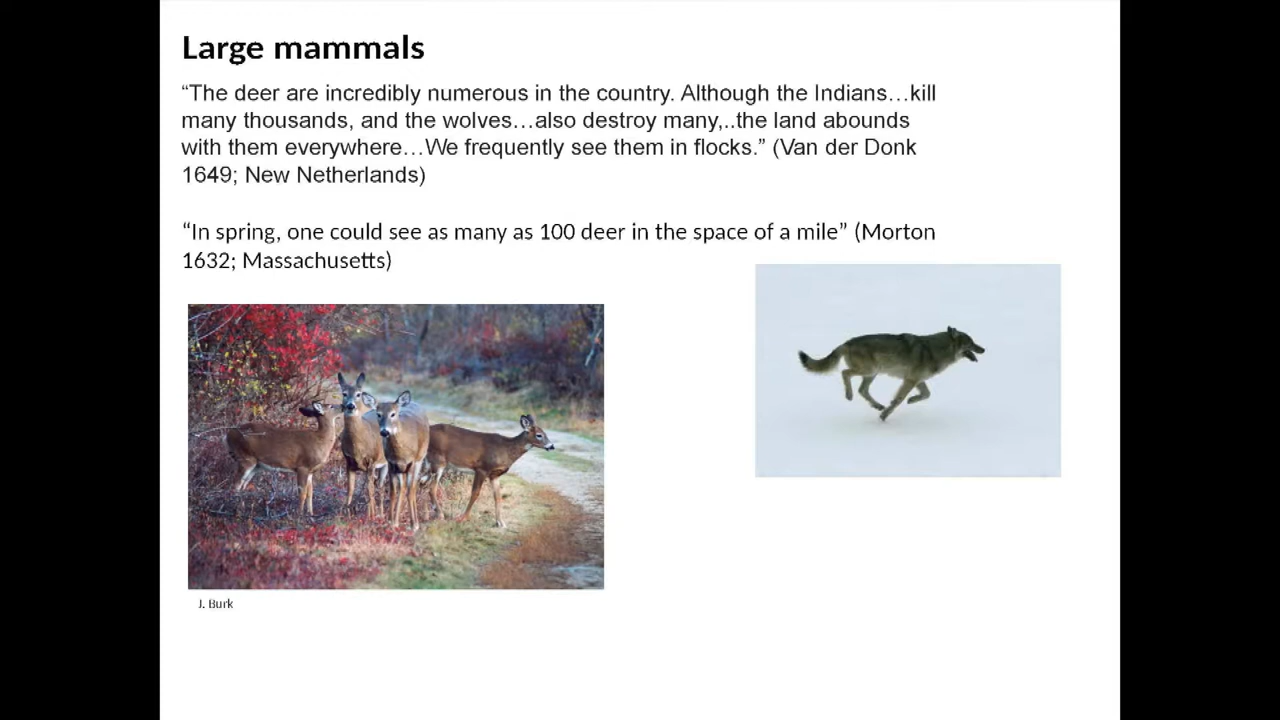 Large mammals
“The deer are incredibly numerous in the country. Although the Indians…kill
many thousands, and the wolves…also destroy many,..the land abounds
with them everywhere…We frequently see them in flocks.” (Van der Donk
1649; New Netherlands)
“In spring, one could see as many as 100 deer in the space of a mile” (Morton
1632; Massachusetts)
J. Burk